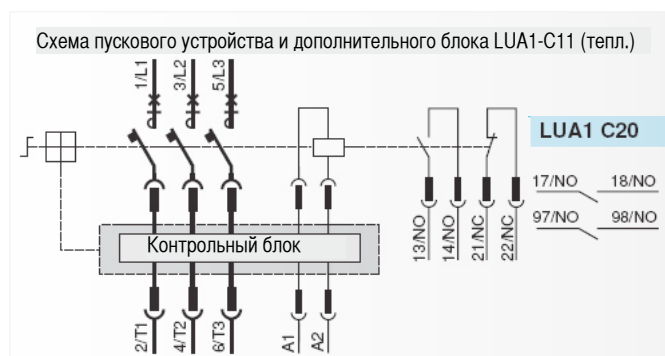 Схема пускового устройства и дополнительного блока LUA1-C11 (тепл.)
1/L1
3/L2
5/L3
LUA1 C20
17/NO 18/NO
97/NO 98/NO
13/NO
14/NO
21/NC
22/NC
Контрольный блок
2/T1
4/T2
6/T3
A1
A2